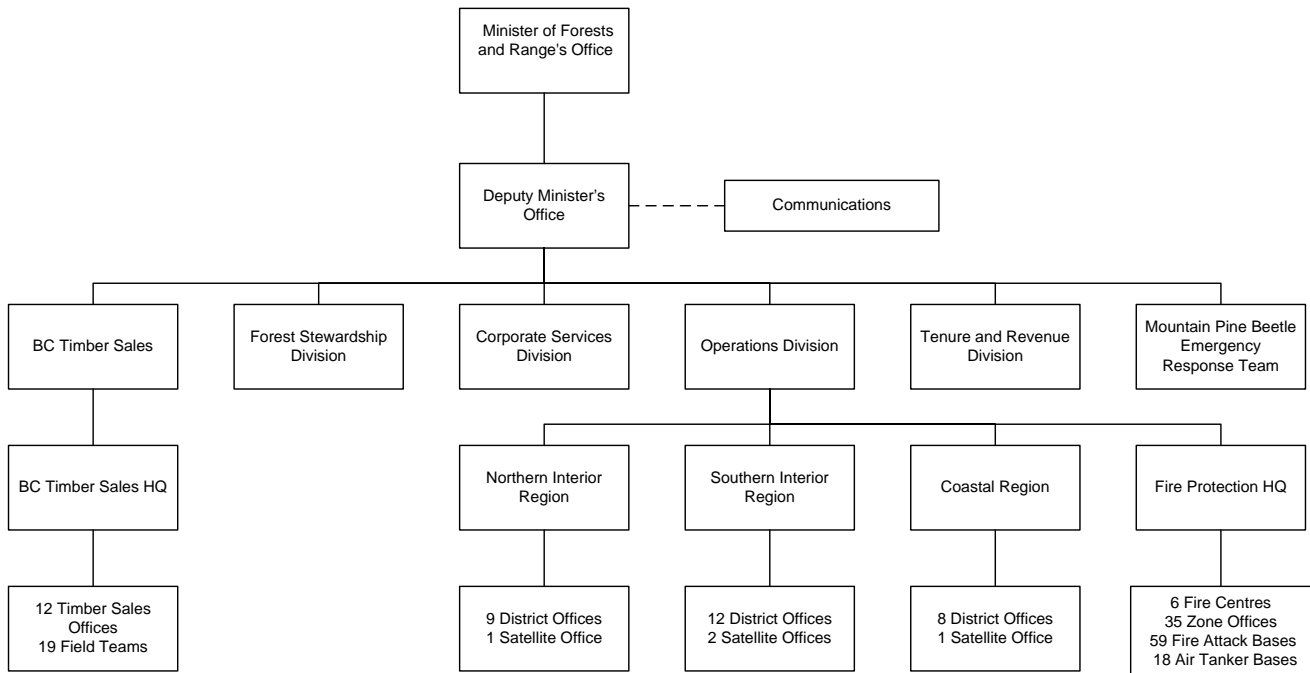 Minister of Forests
and Range's Office
Deputy Minister's
Office
Communications
BC Timber Sales
Forest Stewardship
Division
Corporate Services
Division
Operations Division
Tenure and Revenue
Division
Mountain Pine Beetle
Emergency
Response Team
BC Timber Sales HQ
Northern Interior
Region
Southern Interior
Region
Coastal Region
Fire Protection HQ
12 Timber Sales
Offices
19 Field Teams
9 District Offices
1 Satellite Office
12 District Offices
2 Satellite Offices
8 District Offices
1 Satellite Office
6 Fire Centres
35 Zone Offices
59 Fire Attack Bases
18 Air Tanker Bases